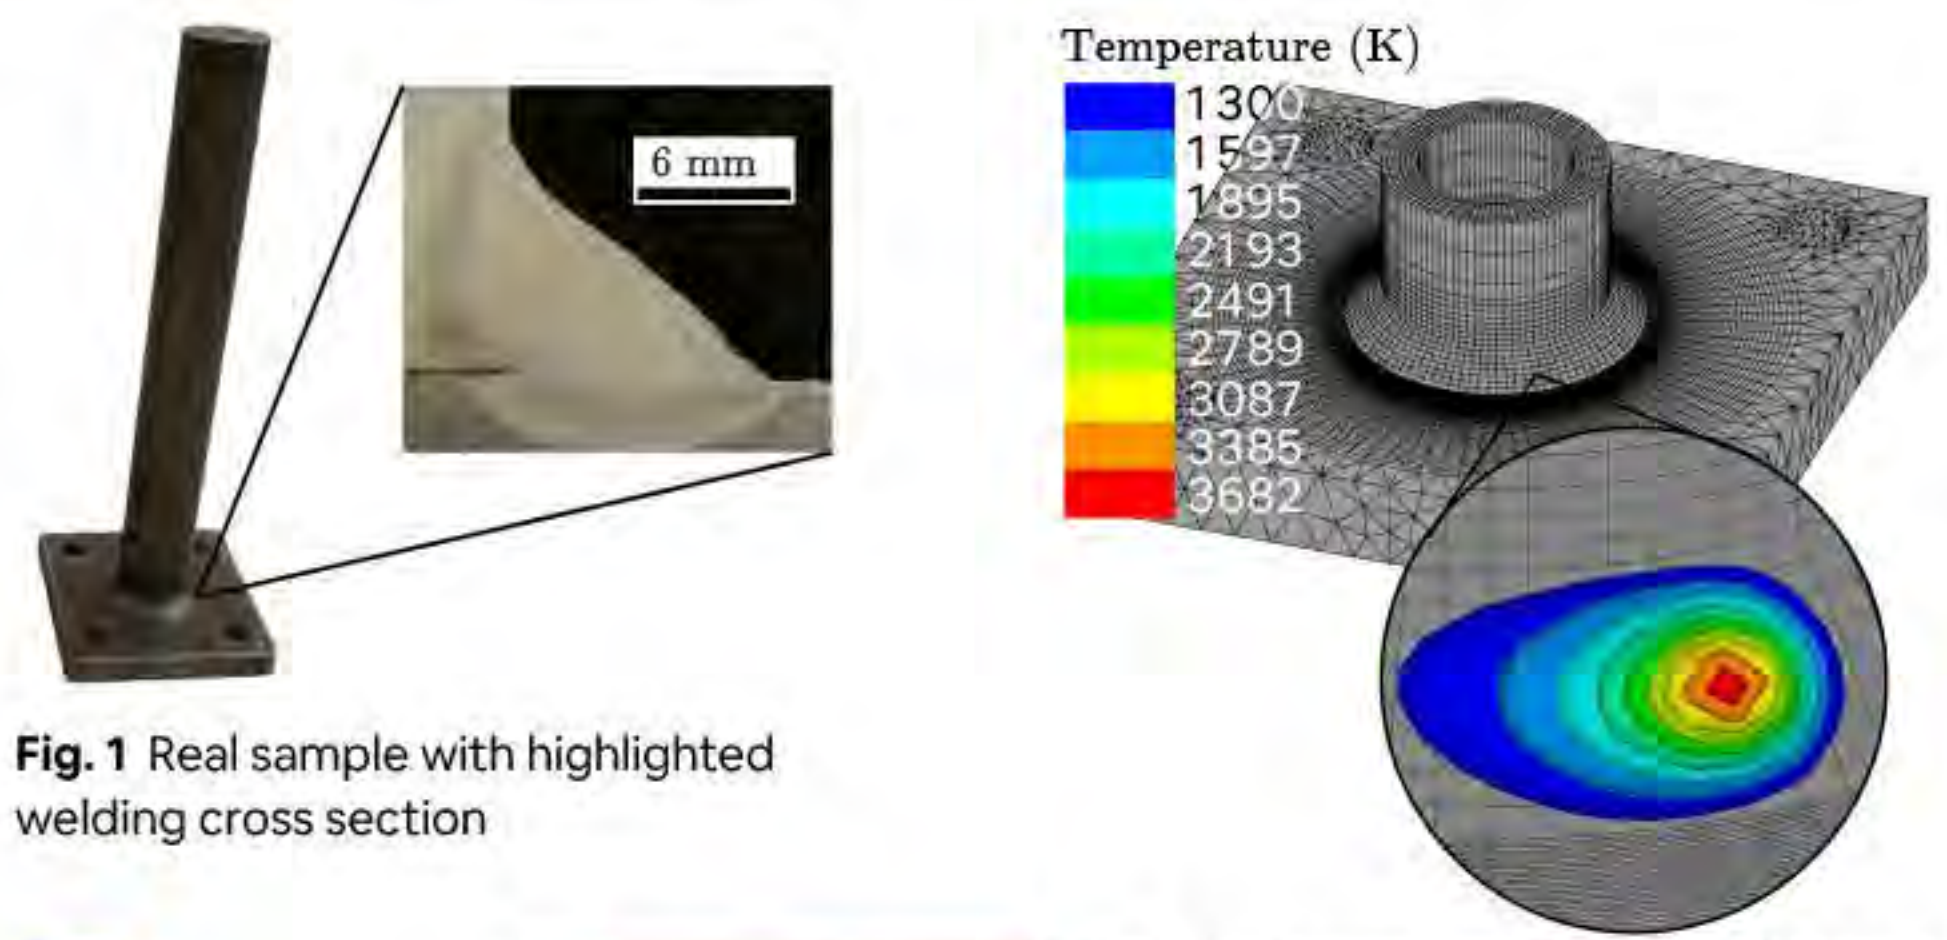 6 mm
Fig. 1 Real sample with highlighted
welding cross section
Temperature (K)
1300
1597
1895
2193
2491
2789
3087
3385
3682